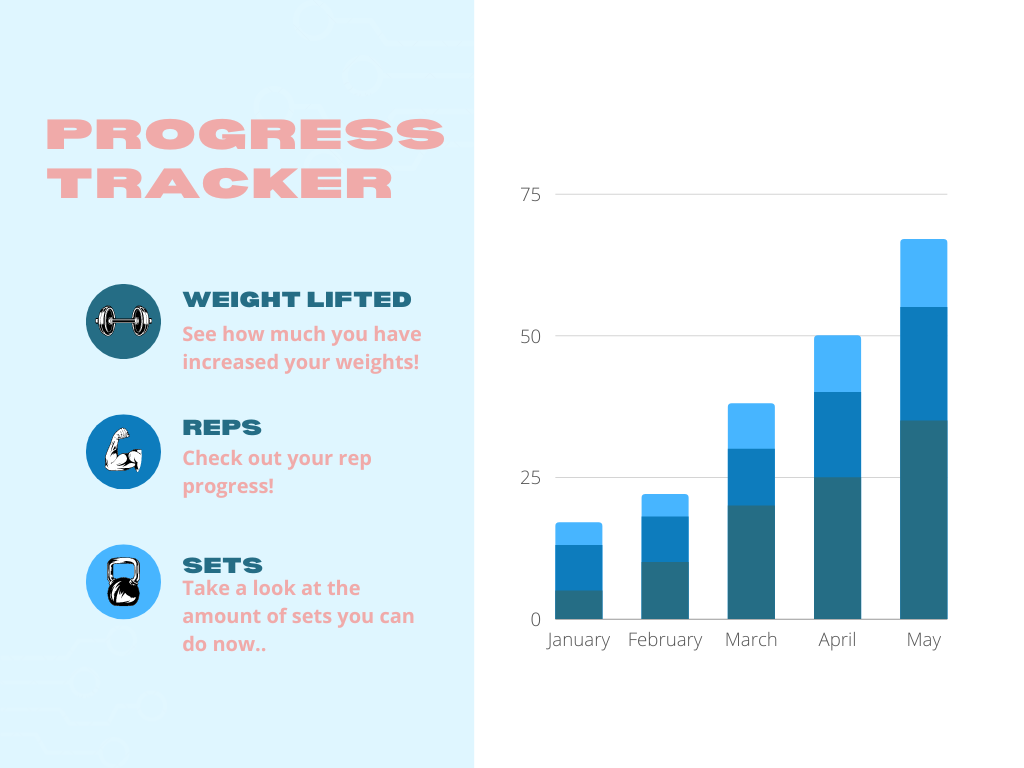 PROGRESS
TRACKER
WEIGHT LIFTED
See how much you have
increased your weights!
REPS
Check out your rep
progress!
SETS
Take a look at the
amount of sets you can
do now..
75
50
25
0
January February March April May